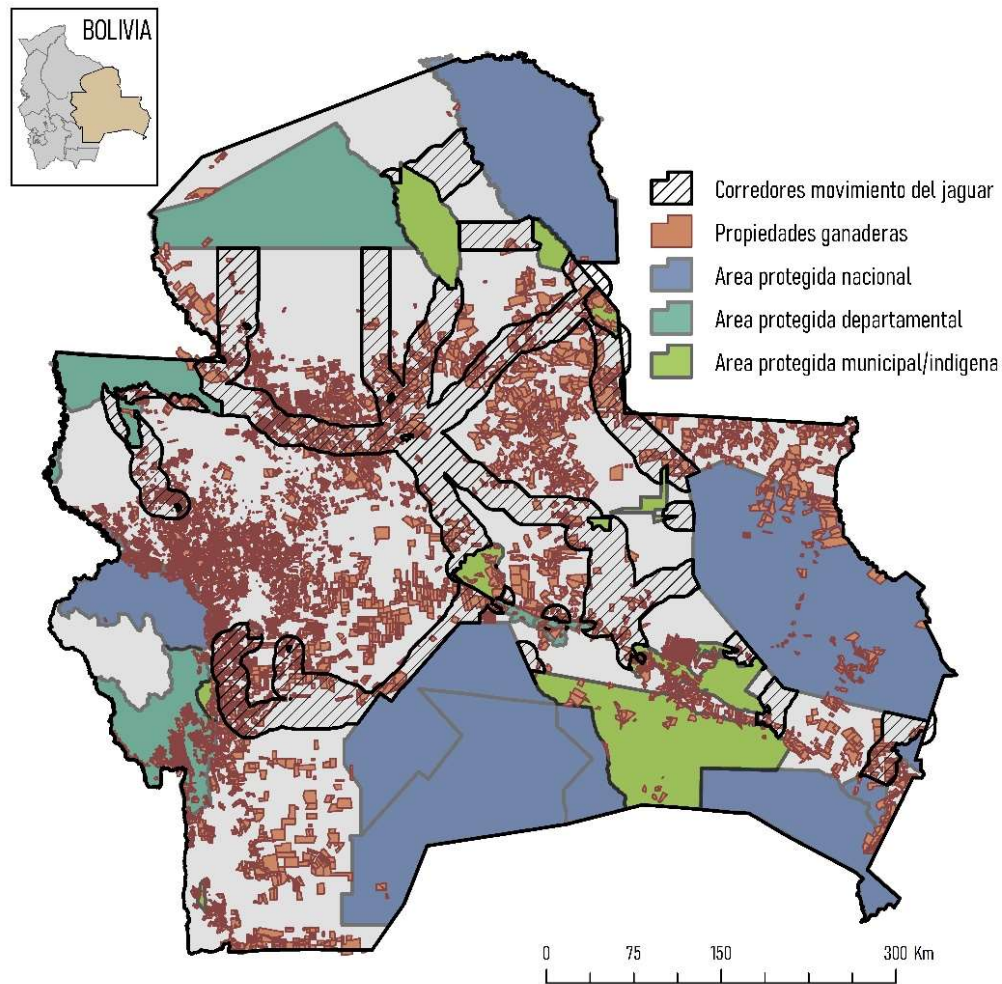 BOLIVIA
Corredores movimiento del jaguar
Propiedades ganaderas
Area protegida nacional
Area protegida departamental
Area protegida municipal/indígena
0 75 150 300 Km